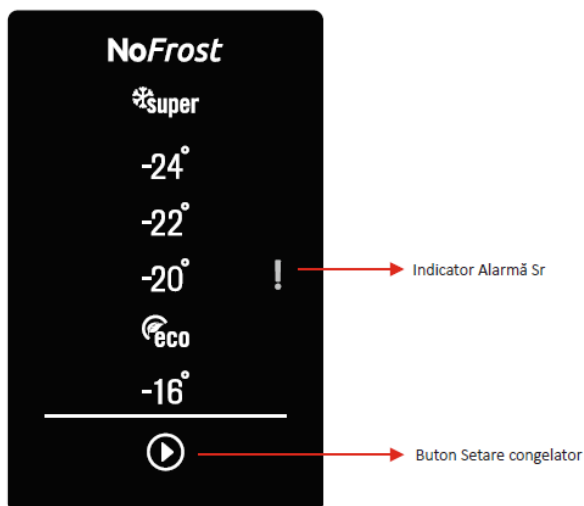 NoFrost
super
-24°
-22°
-20°
! Indicator Alarmă Sr
eco
-16°
Buton Setare congelator